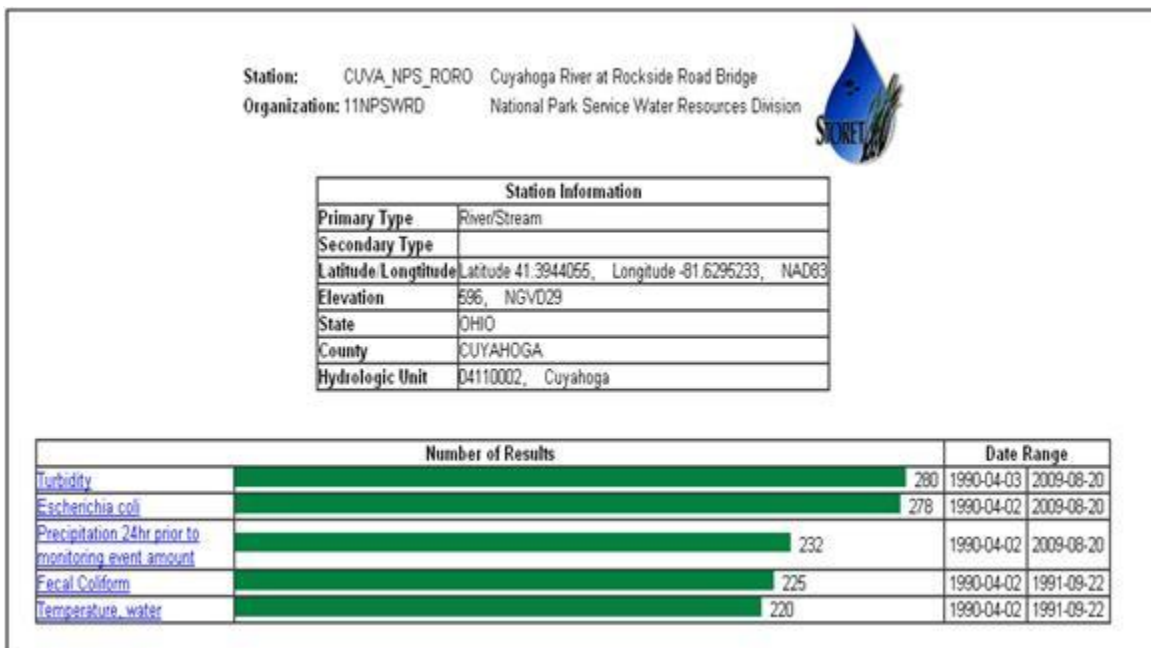 Station: CUVA_NPS_RORO Cuyahoga River at Rockside Road Bridge
Organization: 11NPSWRD National Park Service Water Resources Division
STORET
Station Information
Primary Type River/Stream
Secondary Type
Latitude/Longtitude Latitude 41.3944055, Longitude -81.6295233, NAD83
Elevation 596, NGVD29
State OHIO
County CUYAHOGA
Hydrologic Unit 04110002, Cuyahoga
Number of Results Date Range
Turbidity 280 1990-04-03 2009-08-20
Escherichia coli 278 1990-04-02 2009-08-20
Precipitation 24hr prior to
monitoring event amount 232 1990-04-02 2009-08-20
Fecal Coliform 225 1990-04-02 1991-09-22
Temperature, water 220 1990-04-02 1991-09-22